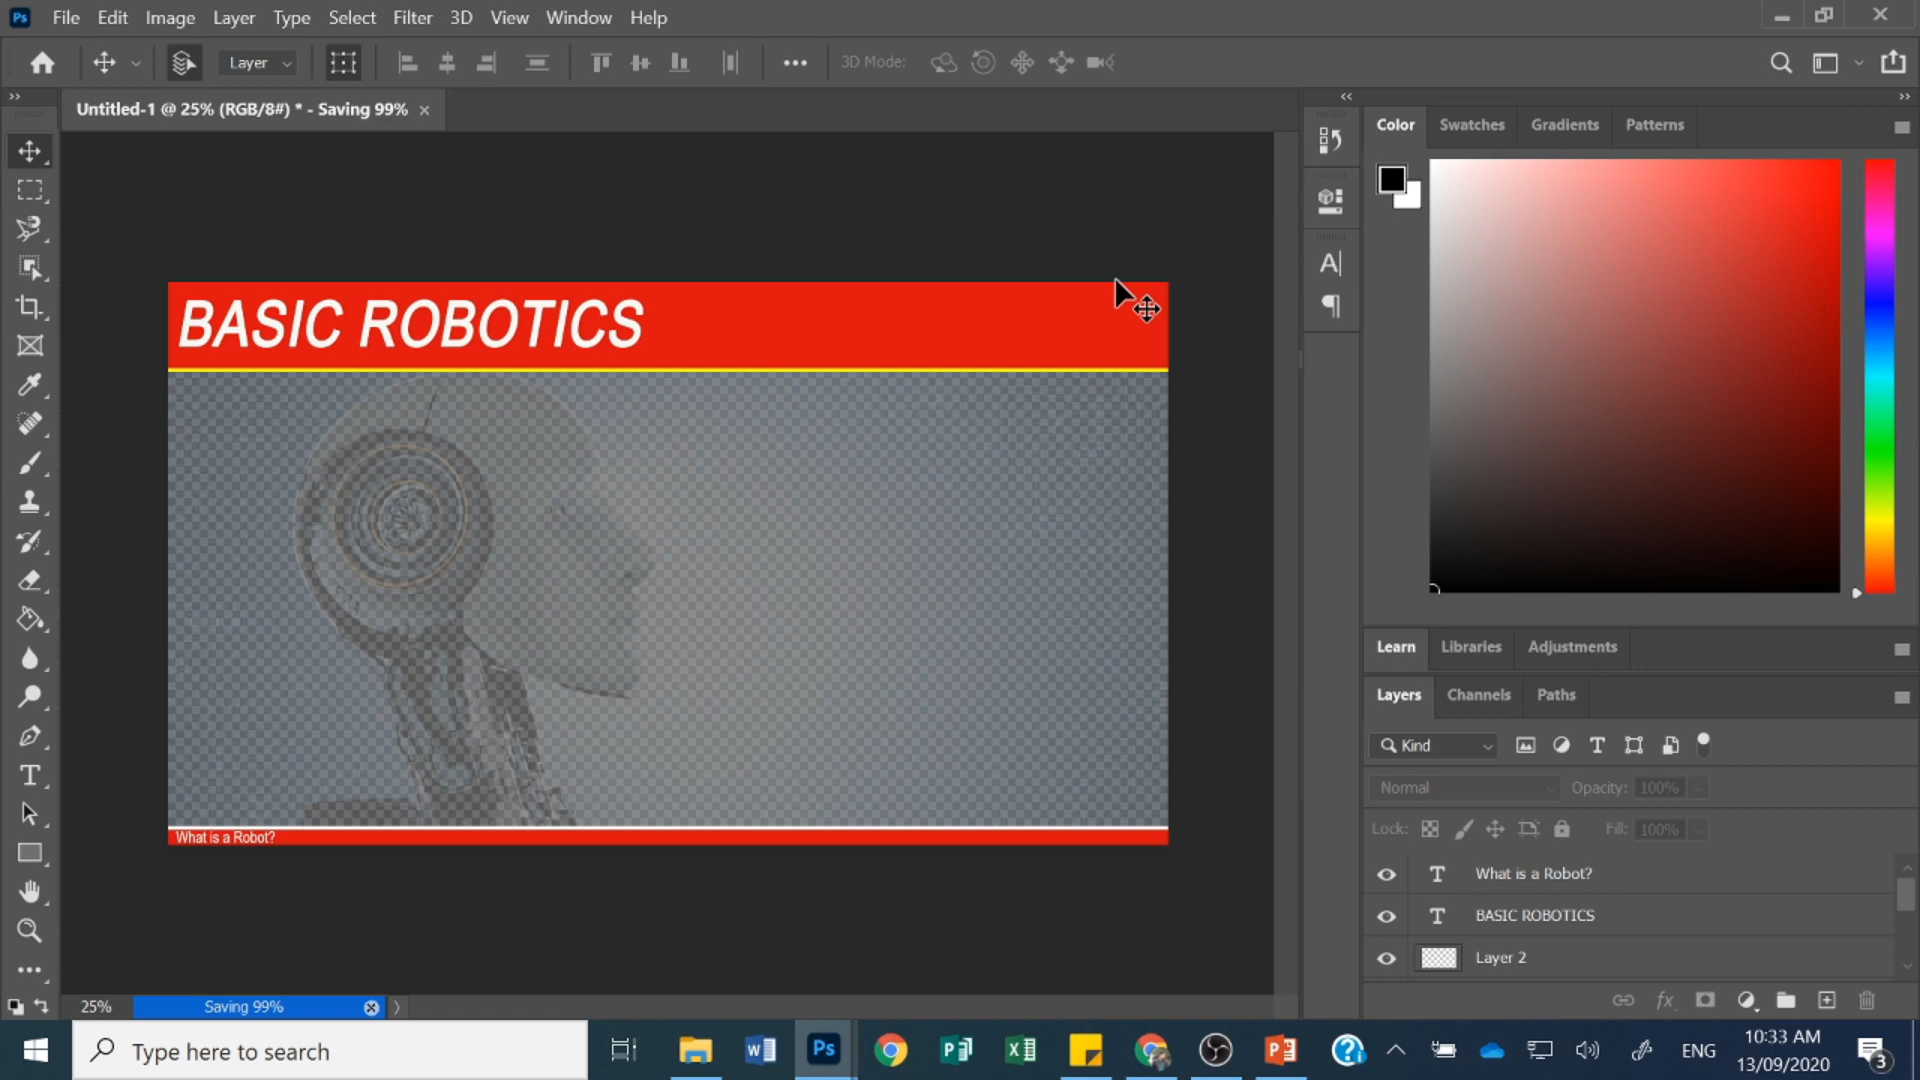 Ps File Edit Image Layer Type Select Filter 3D View Window Help
Layer 3D Mode:
Untitled-1 @ 25% (RGB/8#) * - Saving 99% ×
Color Swatches Gradients Patterns
BASIC ROBOTICS
What is a Robot?
Learn Libraries Adjustments
Layers Channels Paths
Kind
Normal Opacity: 100%
Lock: Fill: 100%
What is a Robot?
BASIC ROBOTICS
Layer 2
25% Saving 99%
Type here to search
ENG
10:33 AM
13/09/2020
3